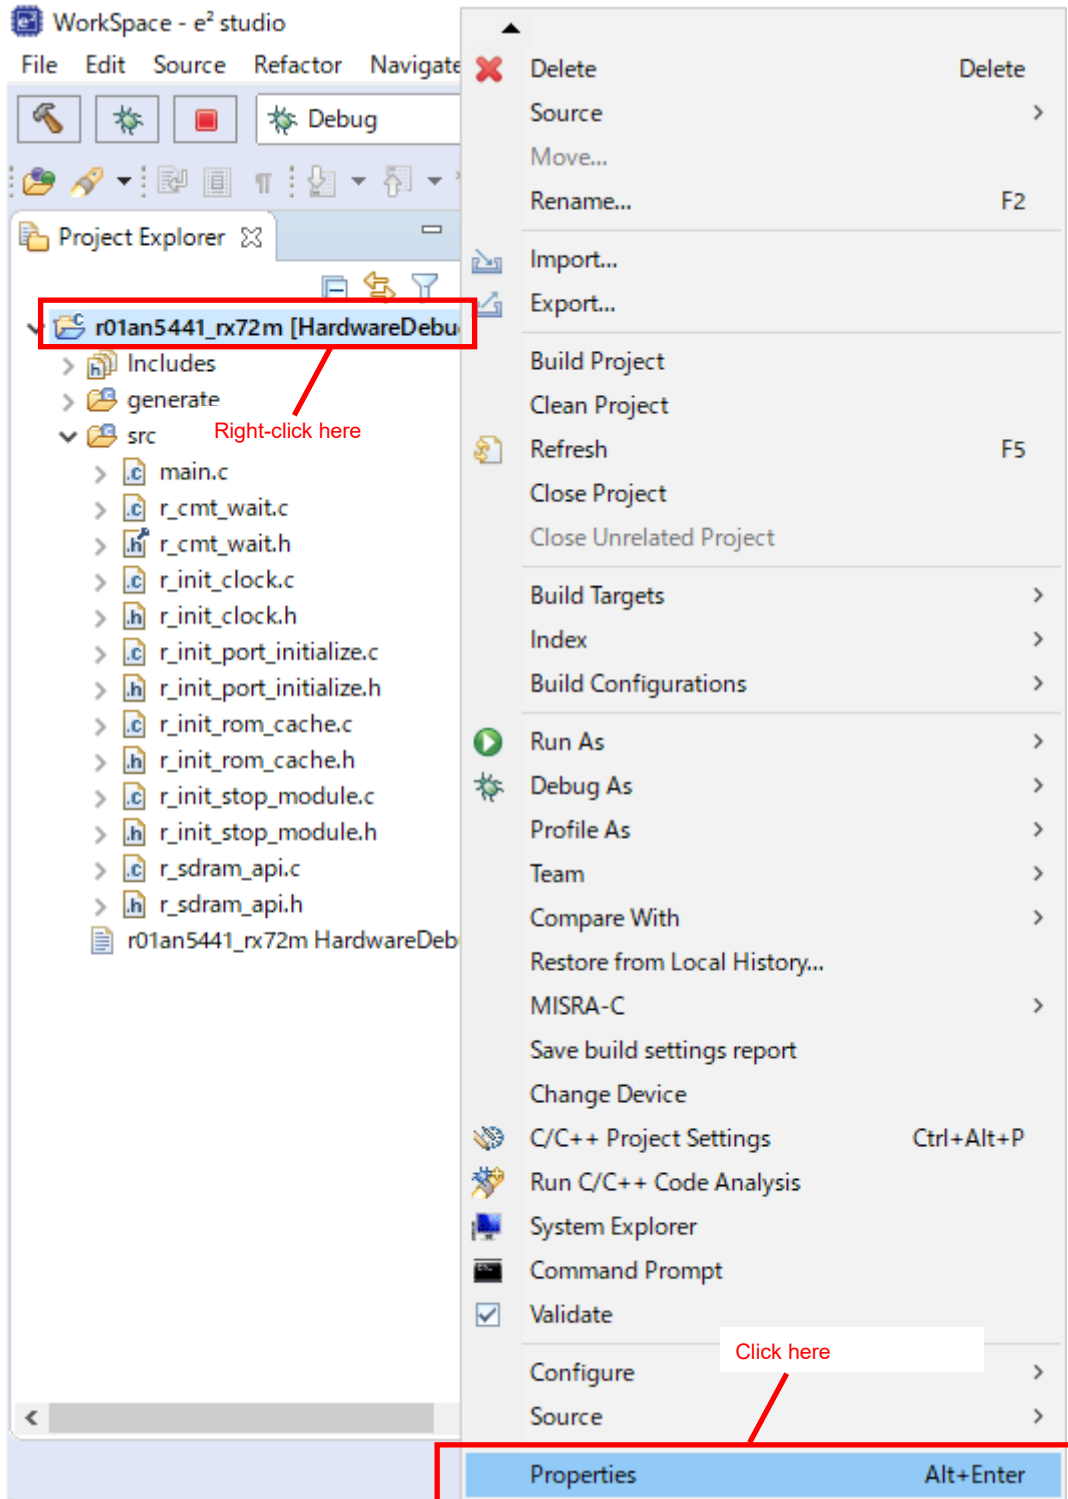 WorkSpace - e² studio
File Edit Source Refactor Navigate
Debug
Project Explorer
r01an5441_rx72m [HardwareDebu
Includes
generate
src
Right-click here
main.c
r_cmt_wait.c
r_cmt_wait.h
r_init_clock.c
r_init_clock.h
r_init_port_initialize.c
r_init_port_initialize.h
r_init_rom_cache.c
r_init_rom_cache.h
r_init_stop_module.c
r_init_stop_module.h
r_sdram_api.c
r_sdram_api.h
r01an5441_rx72m HardwareDeb
Delete Delete
Source
Move...
Rename... F2
Import...
Export...
Build Project
Clean Project
Refresh F5
Close Project
Close Unrelated Project
Build Targets
Index
Build Configurations
Run As
Debug As
Profile As
Team
Compare With
Restore from Local History...
MISRA-C
Save build settings report
Change Device
C/C++ Project Settings Ctrl+Alt+P
Run C/C++ Code Analysis
System Explorer
Command Prompt
Validate
Click here
Configure
Source
Properties Alt+Enter